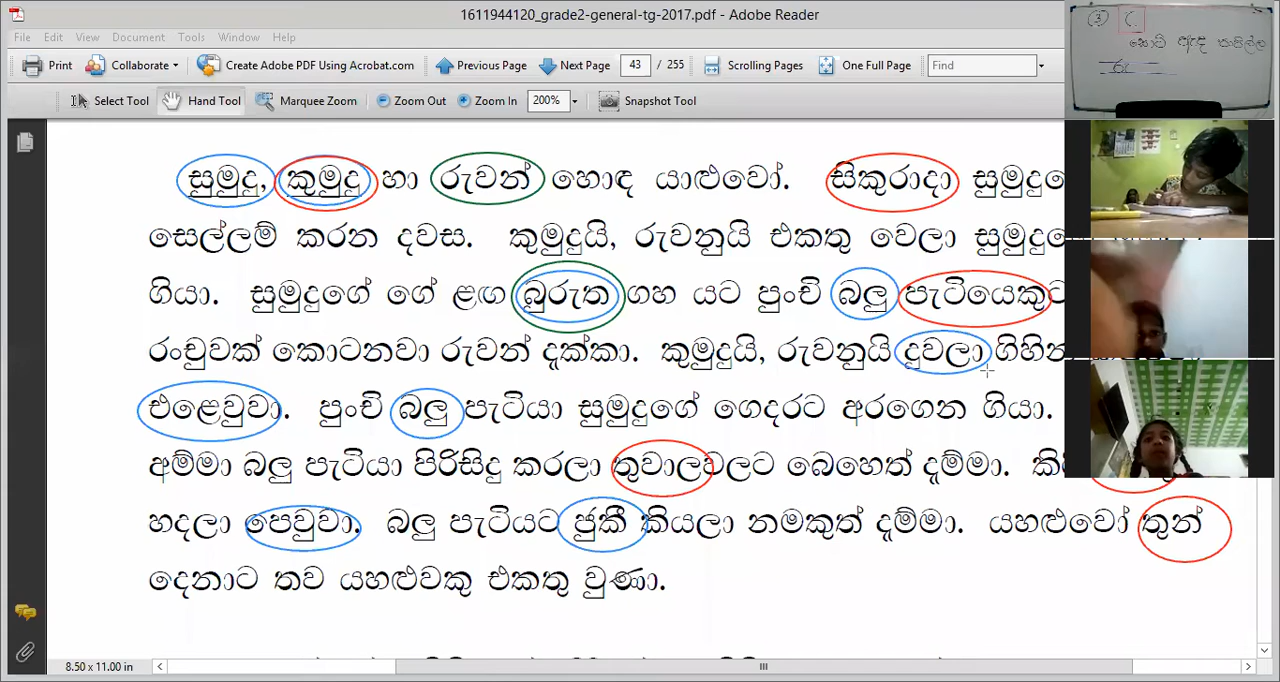 1611944120_grade2-general-tg-2017.pdf - Adobe Reader
File Edit View Document Tools Window Help
Print Collaborate Create Adobe PDF Using Acrobat.com Previous Page Next Page 43 / 255 Scrolling Pages One Full Page Find
Select Tool Hand Tool Marquee Zoom Zoom Out Zoom In 200% Snapshot Tool
සුමුදු, කුමුදු හා රුවන් හොඳ යාළුවෝ. සිකුරාදා
සෙල්ලම් කරන දවස. කුමුදුයි, රුවනුයි එකතු වෙලා
ගියා. සුමුදුගේ ගේ ළඟ බුරුත ගහ යට පුංචි බලු පැටියෙකුට
රංචුවක් කොටනවා රුවන් දැක්කා. කුමුදුයි, රුවනුයි දුවලා ගිහින්
එළෙවුවා. පුංචි බලු පැටියා සුමුදුගේ ගෙදරට අරගෙන ගියා.
අම්මා බලු පැටියා පිරිසිදු කරලා තුවාලවලට බෙහෙත් දැම්මා.
හදලා පෙවුවා. බලු පැටියට ජුකී කියලා නමකුත් දැම්මා. යහළුවෝ තුන්
දෙනාට තව යහළුවකු එකතු වුණා.
8.50 x 11.00 in